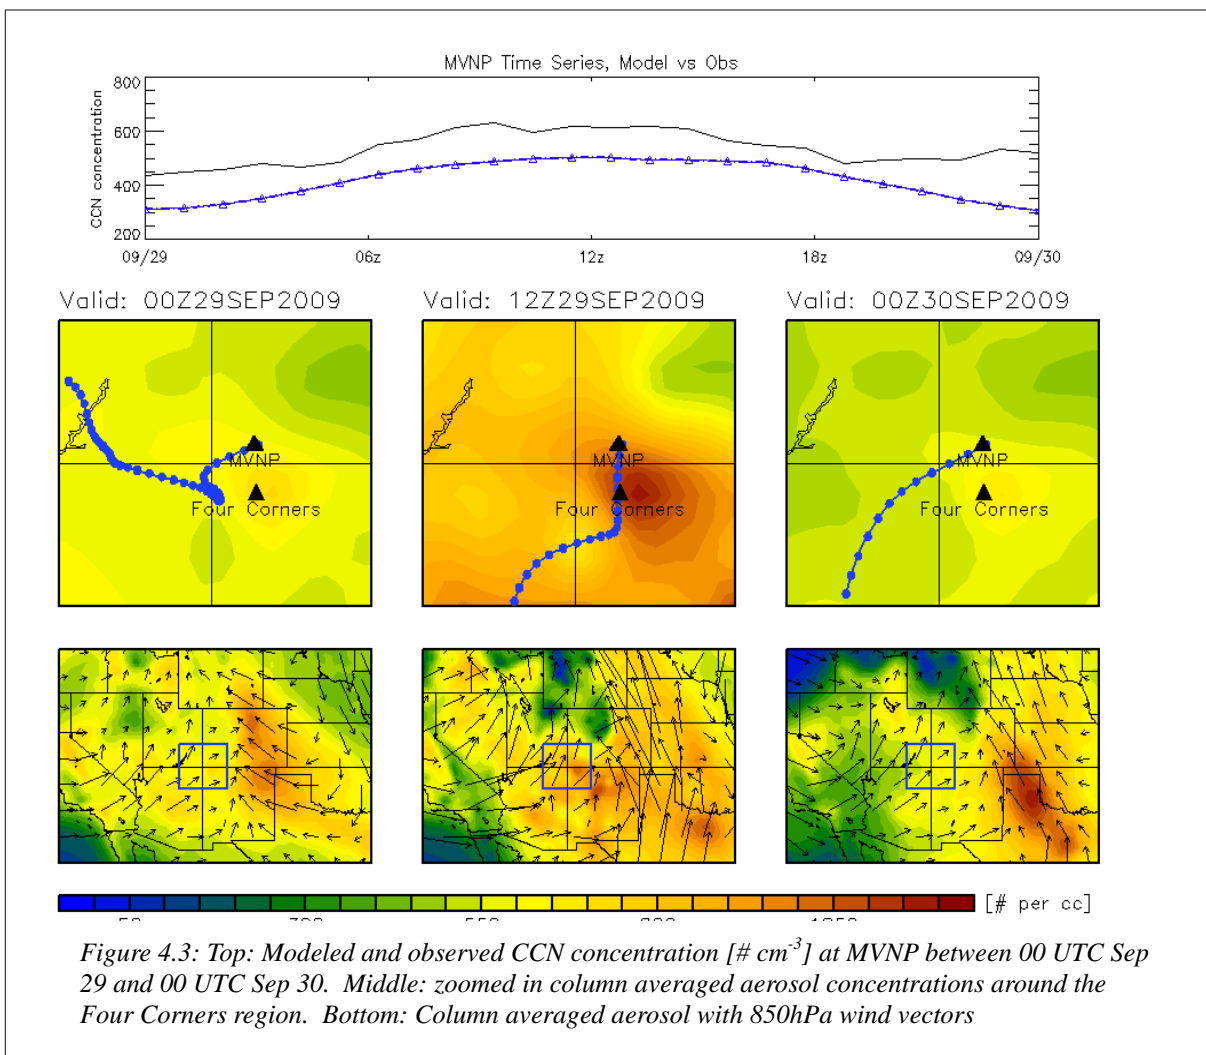 MVNP Time Series, Model vs Obs
800
600
400
200
CCN concentration
09/29 06z 12z 18z 09/30
Valid: 00Z29SEP2009 Valid: 12Z29SEP2009 Valid: 00Z30SEP2009
MVNP MVNP MVNP
Four Corners Four Corners Four Corners
[# per cc]
Figure 4.3: Top: Modeled and observed CCN concentration [# cm-3] at MVNP between 00 UTC Sep
29 and 00 UTC Sep 30. Middle: zoomed in column averaged aerosol concentrations around the
Four Corners region. Bottom: Column averaged aerosol with 850hPa wind vectors